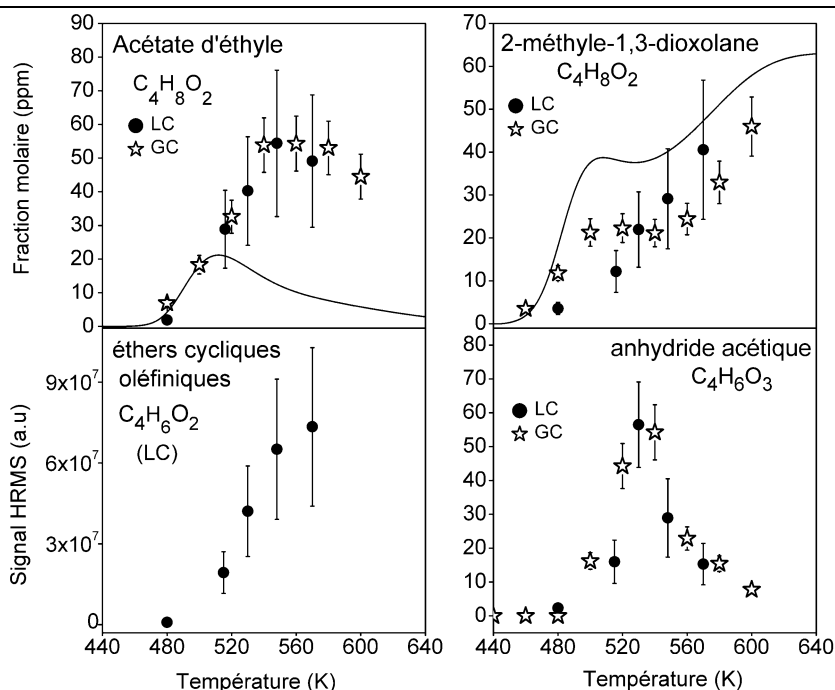 Acétate d'éthyle
C4H8O2
LC
GC
Fraction molaire (ppm)
90
80
70
60
50
40
30
20
10
0
2-méthyle-1,3-dioxolane
C4H8O2
LC
GC
70
60
50
40
30
20
10
0
éthers cycliques
oléfiniques
C4H6O2
(LC)
Signal HRMS (a.u)
9x10^7
6x10^7
3x10^7
0
440 480 520 560 600 640
Température (K)
anhydride acétique
C4H6O3
LC
GC
80
70
60
50
40
30
20
10
0
440 480 520 560 600 640
Température (K)